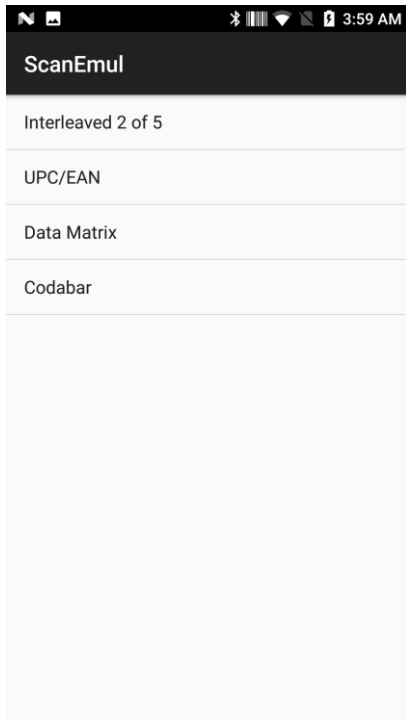 3:59 AM
ScanEmul
Interleaved 2 of 5
UPC/EAN
Data Matrix
Codabar